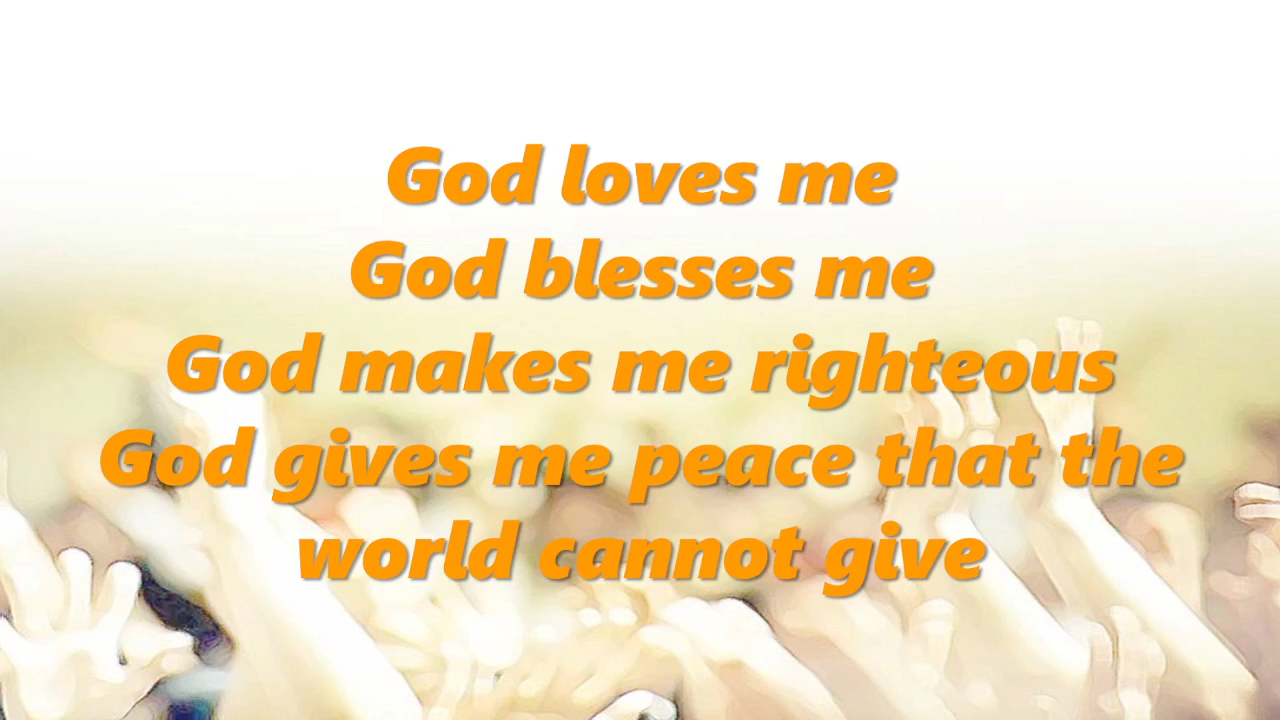 God loves me
God blesses me
God makes me righteous
God gives me peace that the
world cannot give